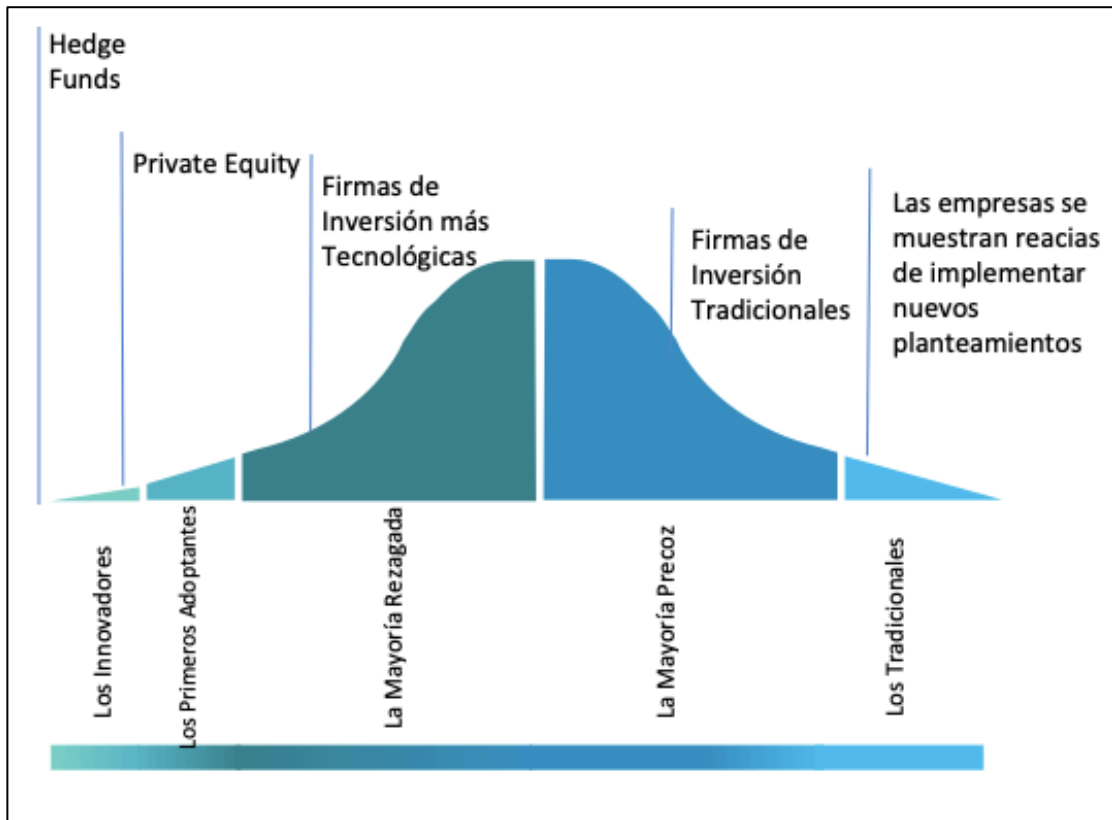 Hedge
Funds
Private Equity
Firmas de
Inversión más
Tecnológicas
Firmas de
Inversión
Tradicionales
Las empresas se
muestran reacias
de implementar
nuevos
planteamientos
Los Innovadores
Los Primeros Adoptantes
La Mayoría Rezagada
La Mayoría Precoz
Los Tradicionales